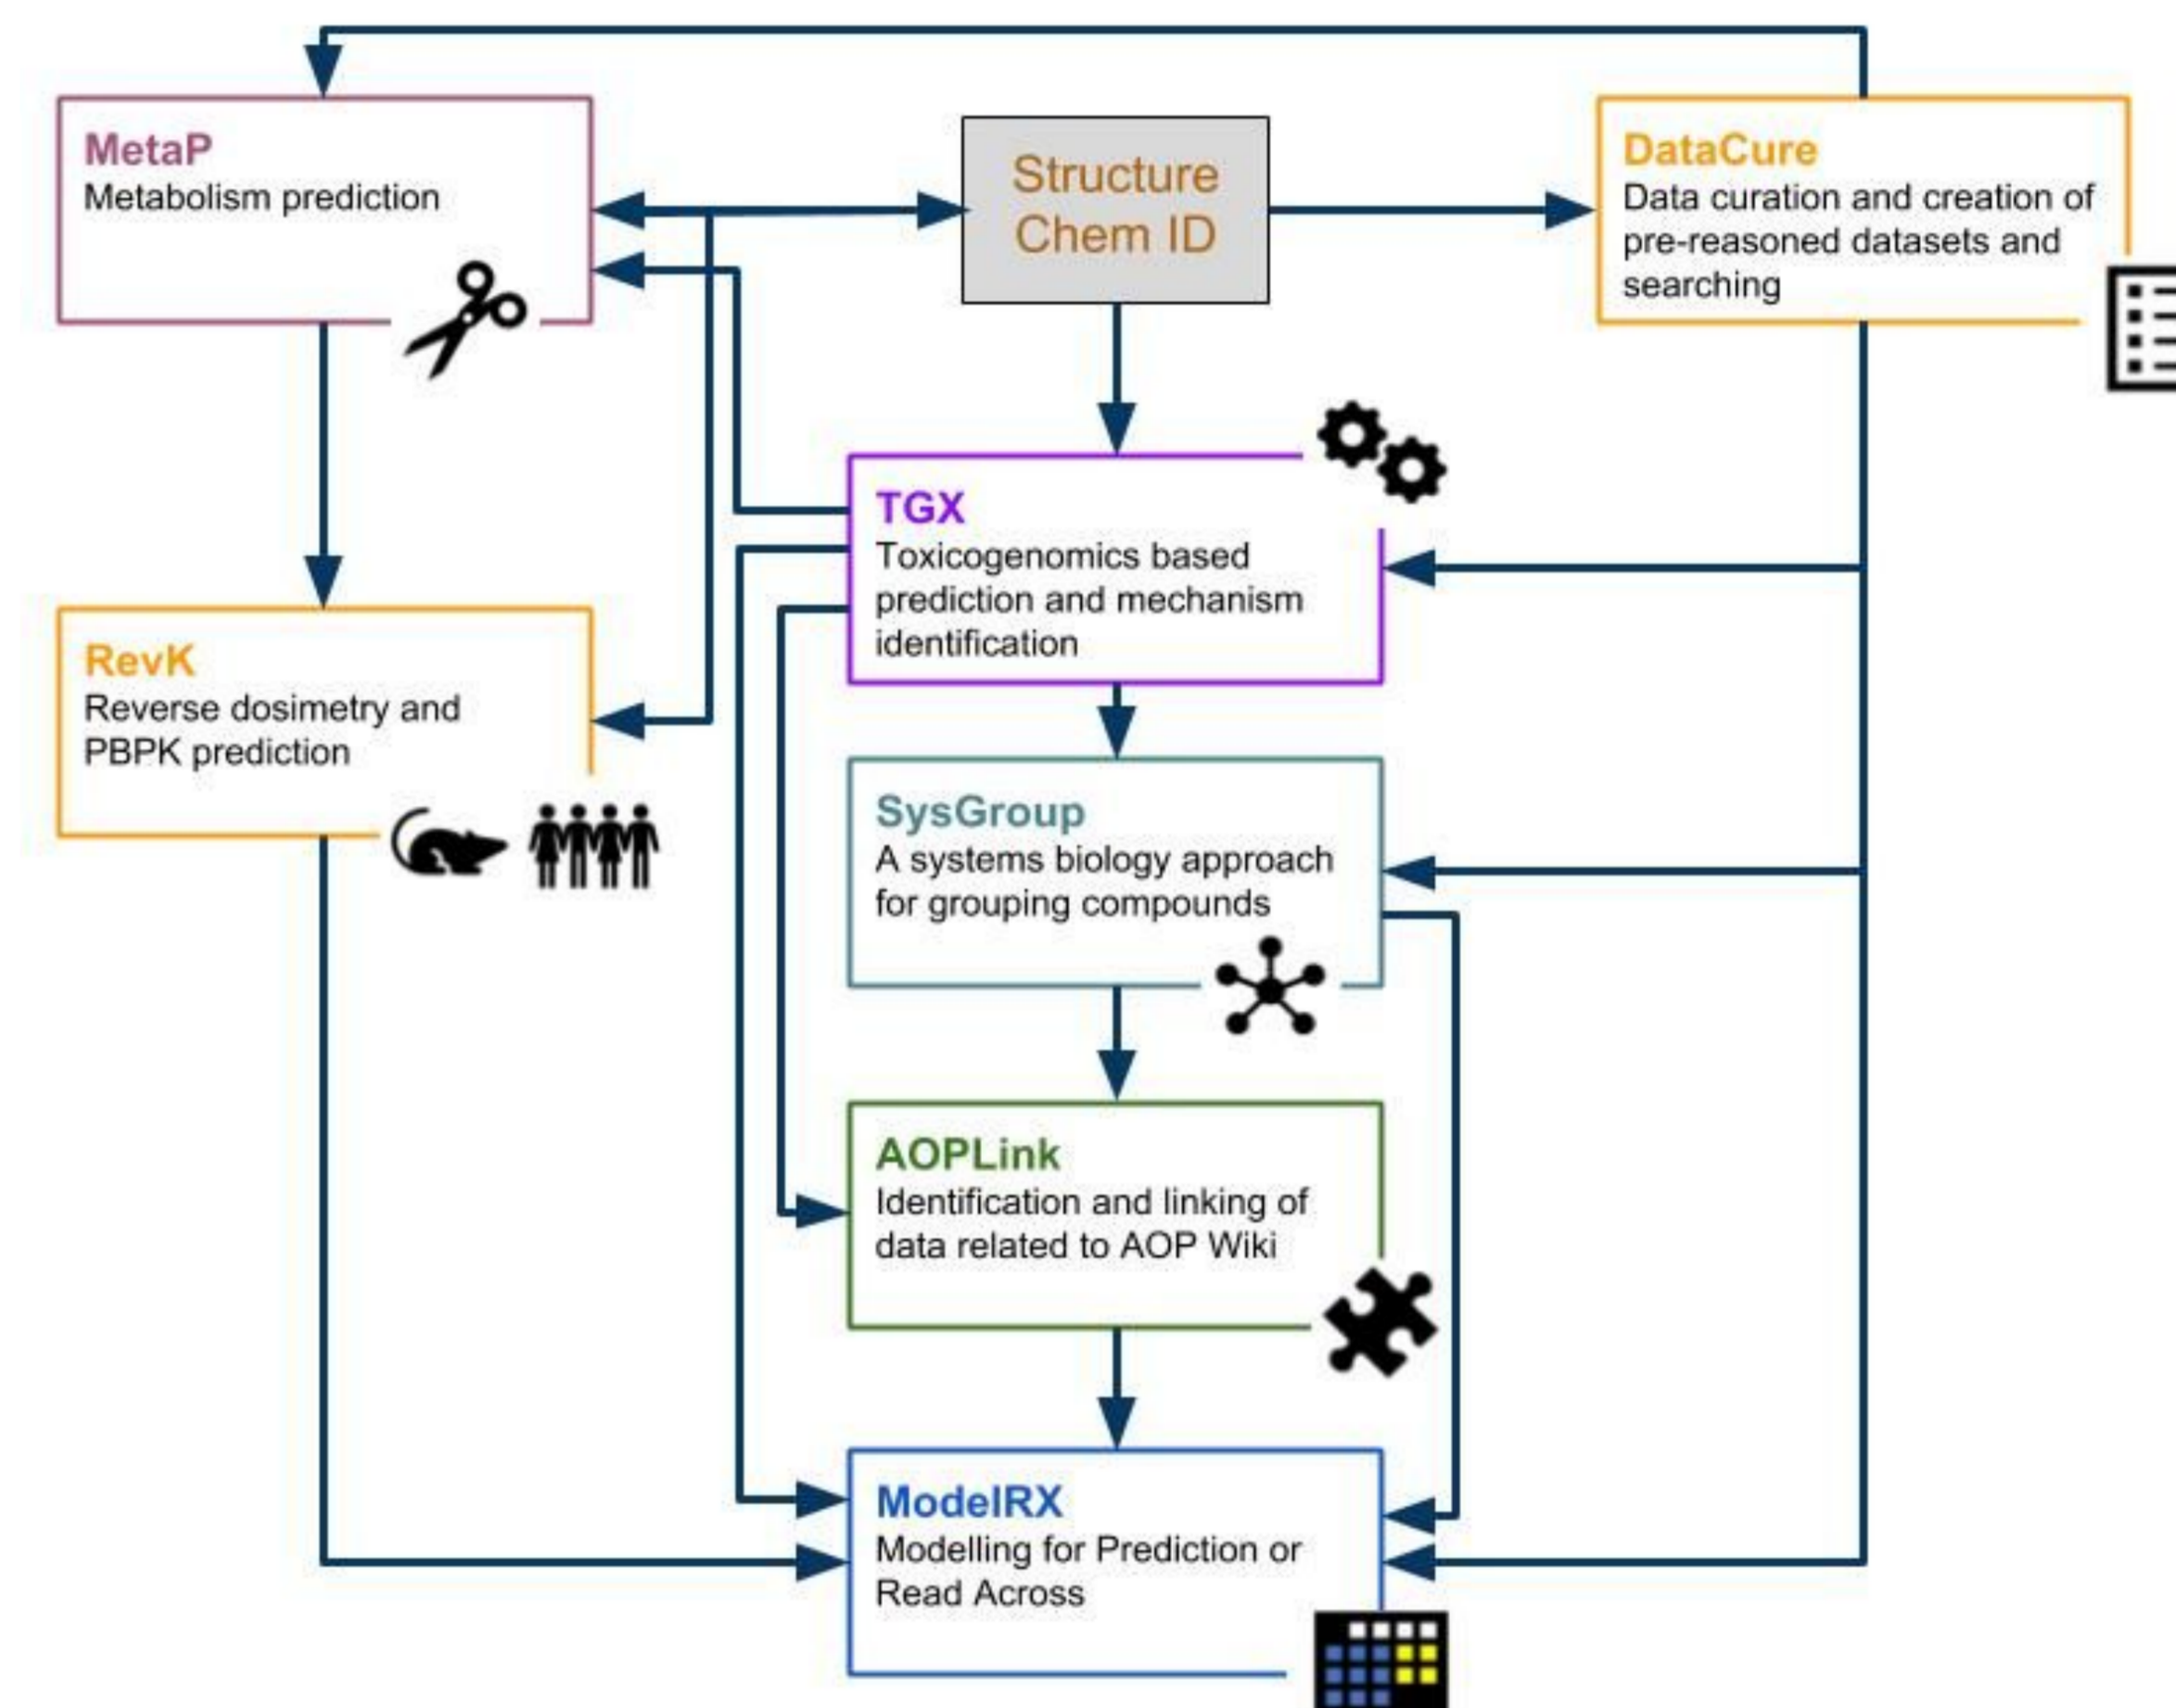 MetaP
Metabolism prediction
Structure
Chem ID
DataCure
Data curation and creation of
pre-reasoned datasets and
searching
TGX
Toxicogenomics based
prediction and mechanism
identification
RevK
Reverse dosimetry and
PBPK prediction
SysGroup
A systems biology approach
for grouping compounds
AOPLink
Identification and linking of
data related to AOP Wiki
ModelRX
Modelling for Prediction or
Read Across